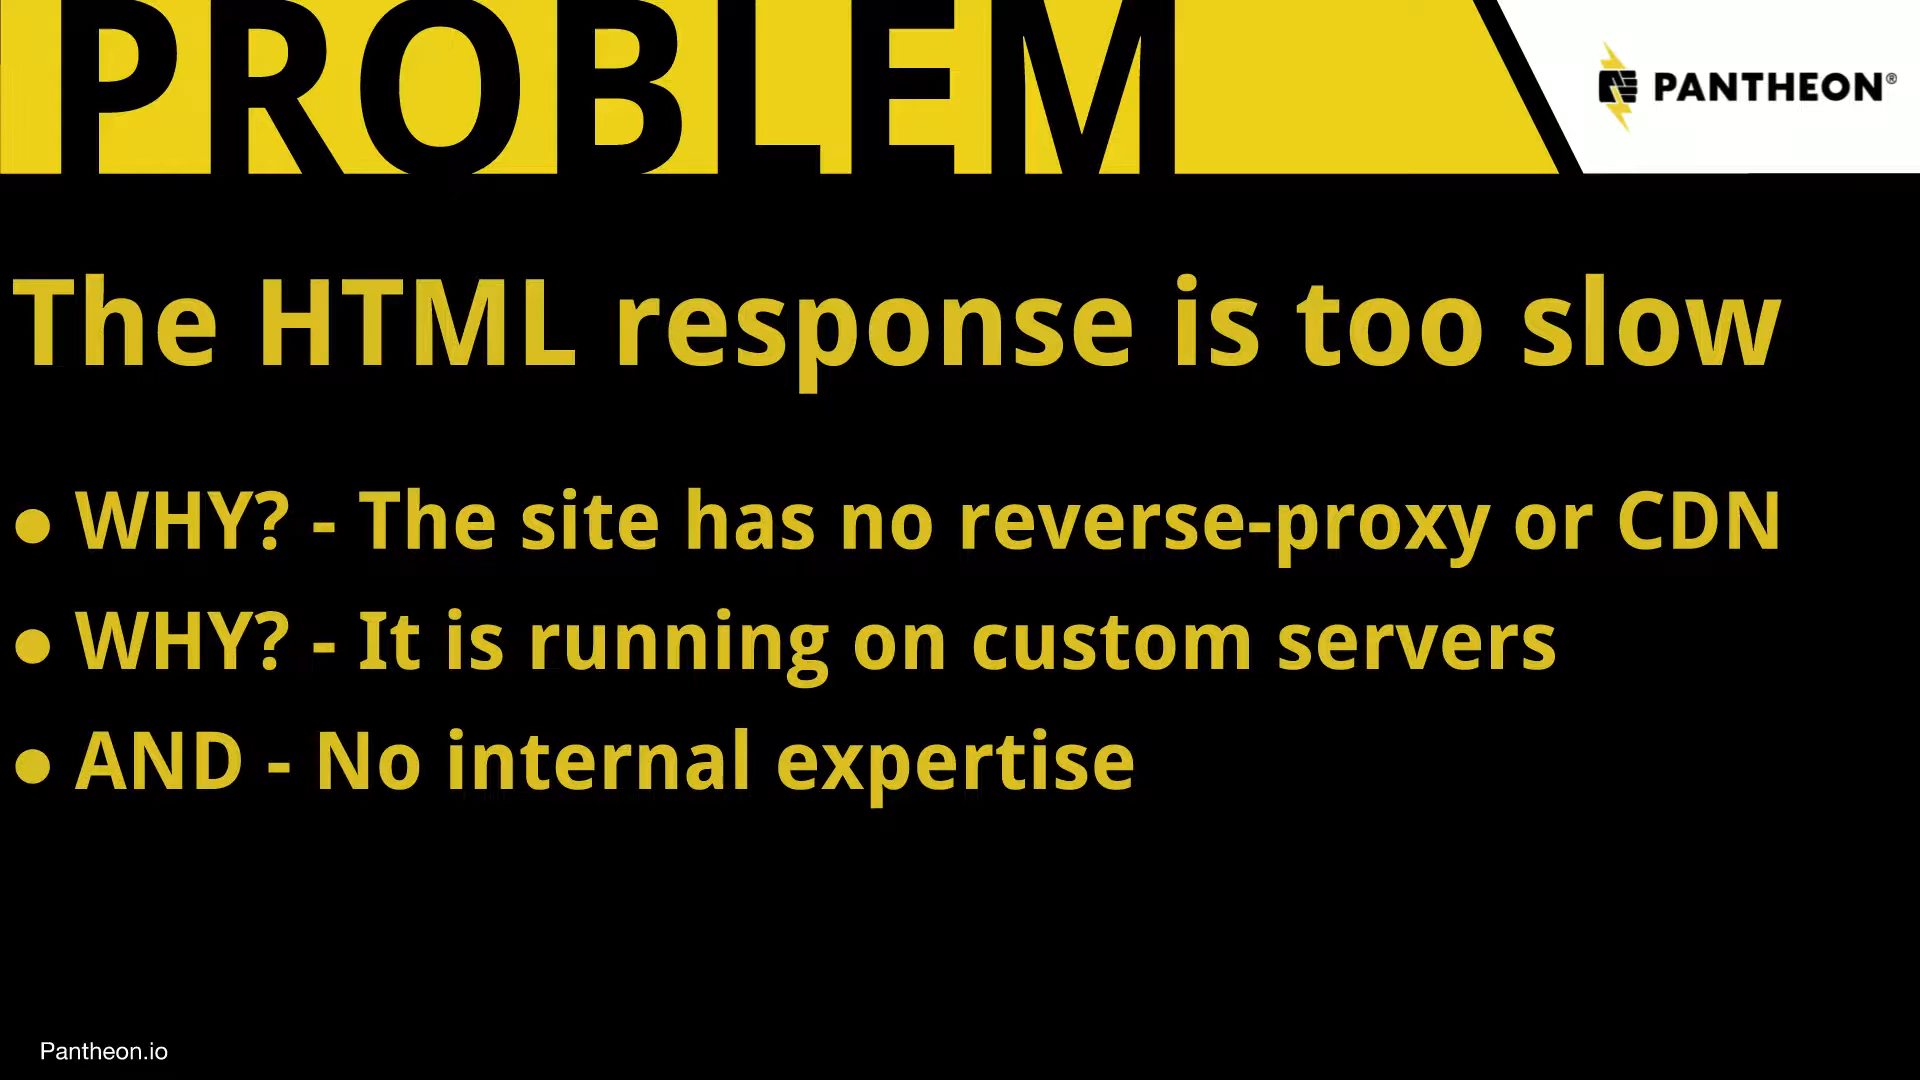 PROBLEM
PANTHEON®
The HTML response is too slow
• WHY? - The site has no reverse-proxy or CDN
• WHY? - It is running on custom servers
• AND - No internal expertise
Pantheon.io